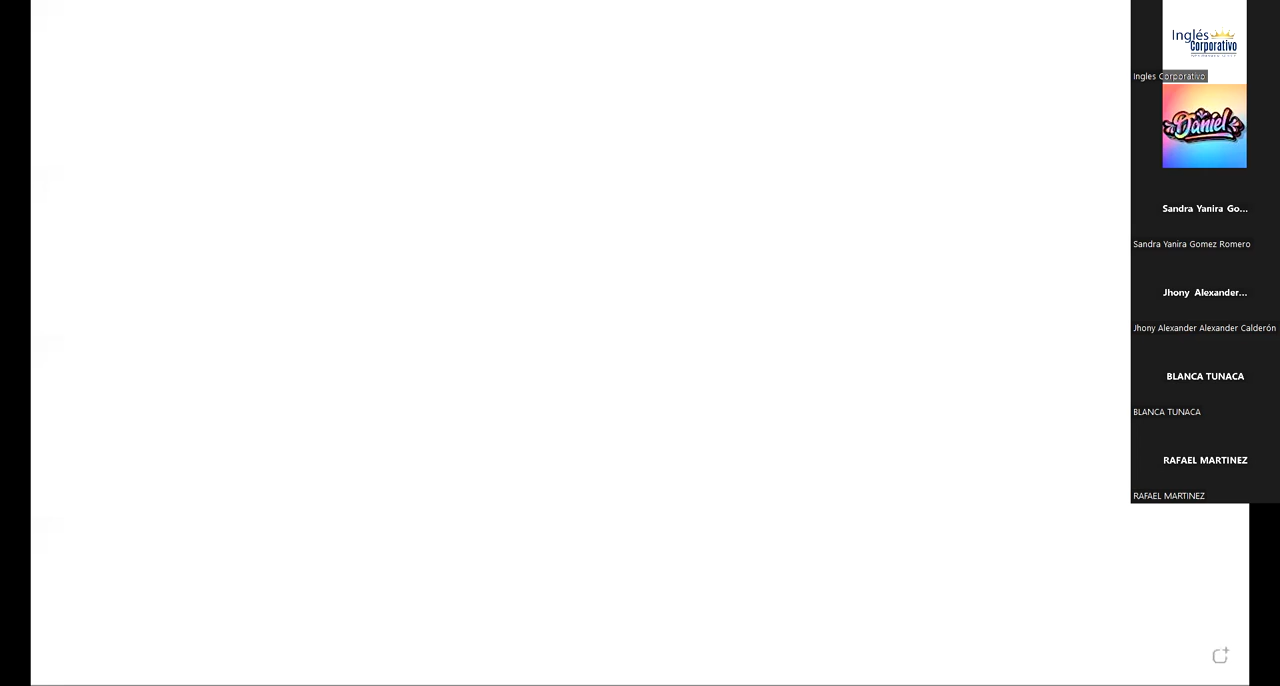 Inglés
Corporativo
Ingles Corporativo
Daniel
Sandra Yanira Go...
Sandra Yanira Gomez Romero
Jhony Alexander...
Jhony Alexander Alexander Calderón
BLANCA TUNACA
BLANCA TUNACA
RAFAEL MARTINEZ
RAFAEL MARTINEZ